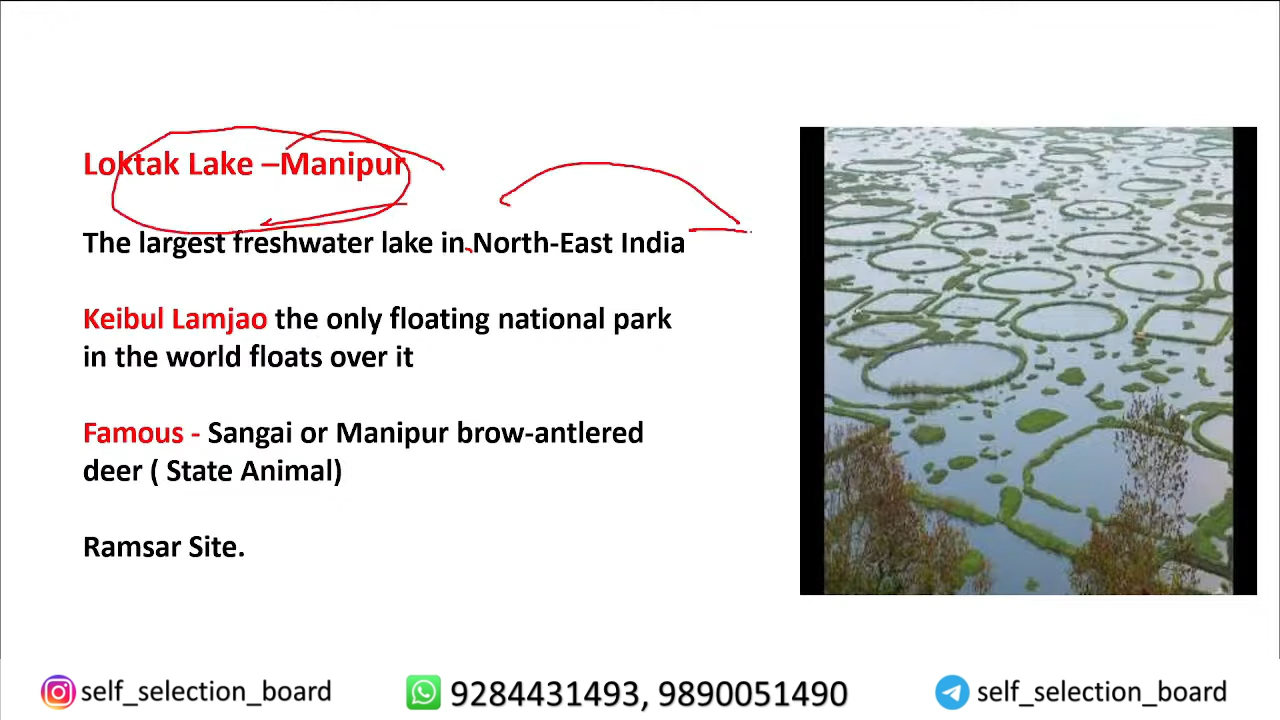 Loktak Lake –Manipur
The largest freshwater lake in North-East India
Keibul Lamjao the only floating national park
in the world floats over it
Famous - Sangai or Manipur brow-antlered
deer ( State Animal)
Ramsar Site.
self_selection_board
9284431493, 9890051490
self_selection_board